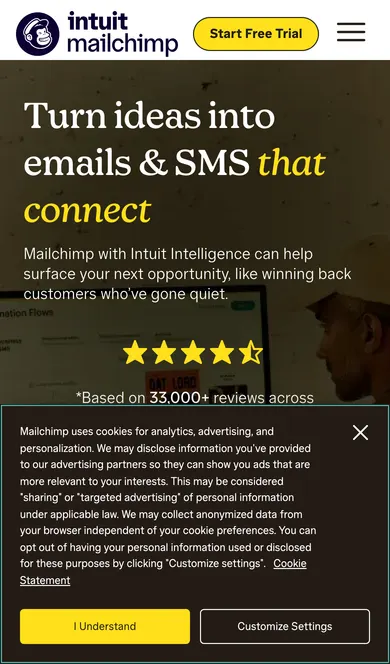 intuit
mailchimp
Start Free Trial
Turn ideas into
emails & SMS that
connect
Mailchimp with Intuit Intelligence can help
surface your next opportunity, like winning back
customers who've gone quiet.
*Based on 33,000+ reviews across
Mailchimp uses cookies for analytics, advertising, and
personalization. We may disclose information you've provided
to our advertising partners so they can show you ads that are
more relevant to your interests. This may be considered
"sharing" or "targeted advertising" of personal information
under applicable law. We may collect anonymized data from
your browser independent of your cookie preferences. You can
opt out of having your personal information used or disclosed
for these purposes by clicking "Customize settings". Cookie
Statement
I Understand
Customize Settings